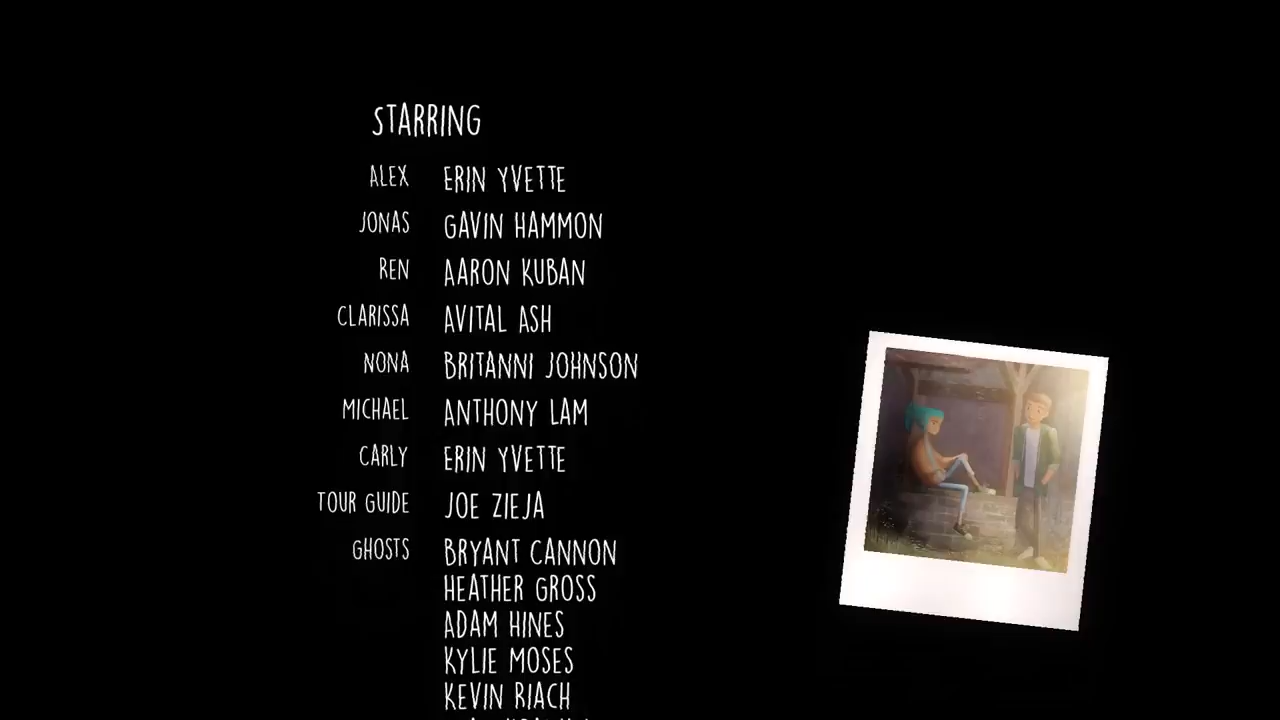 STARRING
ALEX ERIN YVETTE
JONAS GAVIN HAMMON
REN AARON KUBAN
CLARISSA AVITAL ASH
NONA BRITANNI JOHNSON
MICHAEL ANTHONY LAM
CARLY ERIN YVETTE
TOUR GUIDE JOE ZIEJA
GHOSTS BRYANT CANNON
HEATHER GROSS
ADAM HINES
KYLIE MOSES
KEVIN RIACH